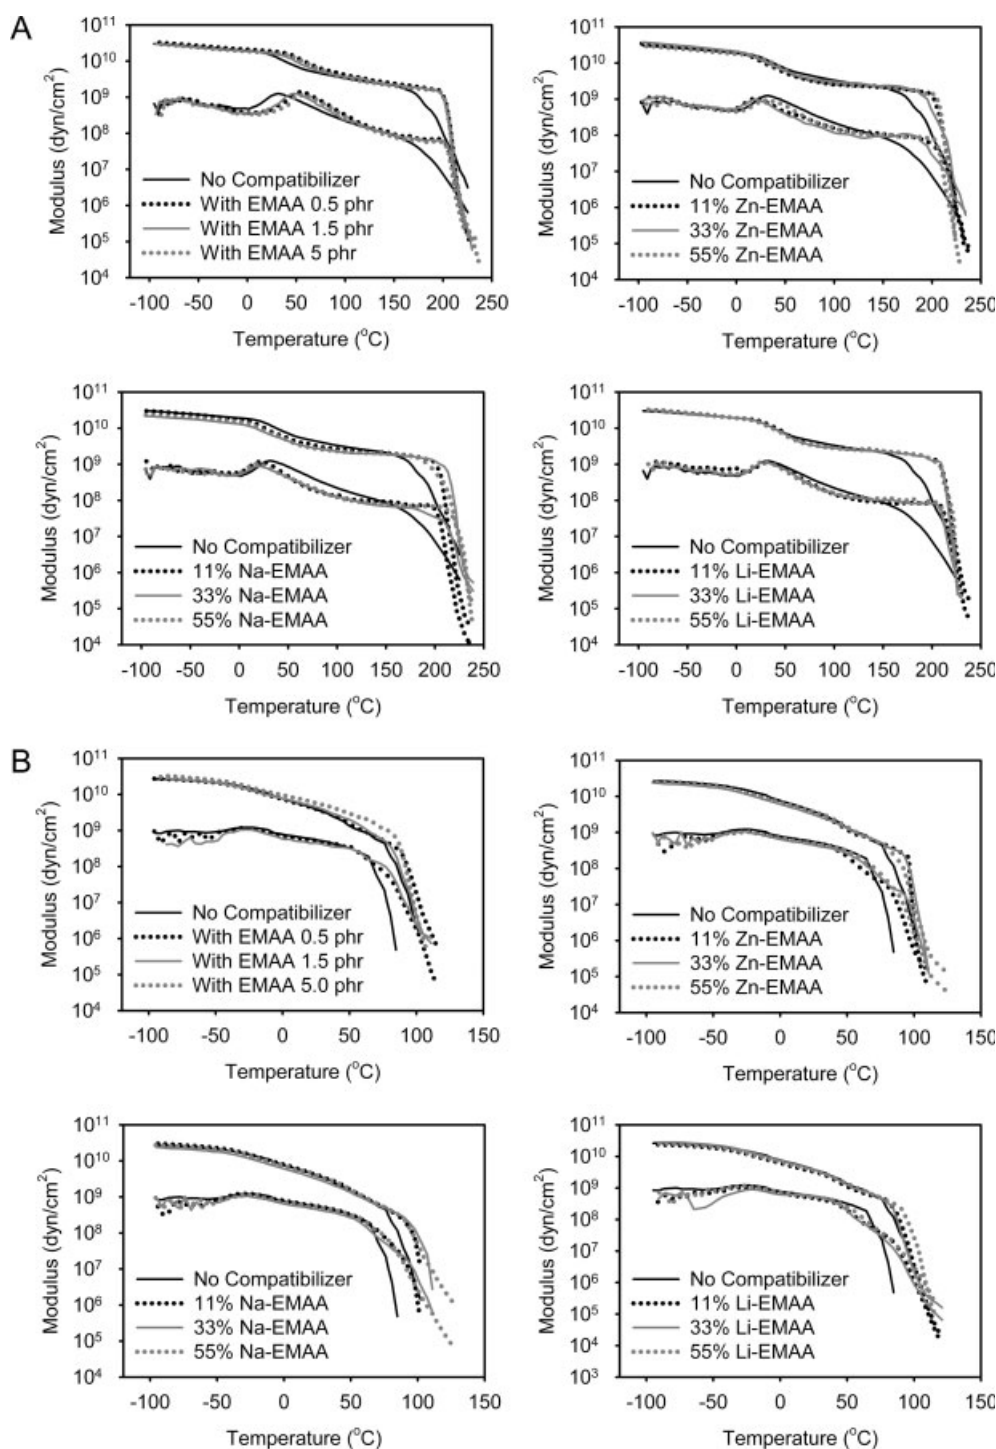 A
Modulus (dyn/cm²)
10¹¹
10¹⁰
10⁹
10⁸
10⁷
10⁶
10⁵
10⁴
No Compatibilizer
With EMAA 0.5 phr
With EMAA 1.5 phr
With EMAA 5 phr
-100 -50 0 50 100 150 200 250
Temperature (°C)
Modulus (dyn/cm²)
10¹¹
10¹⁰
10⁹
10⁸
10⁷
10⁶
10⁵
10⁴
No Compatibilizer
11% Zn-EMAA
33% Zn-EMAA
55% Zn-EMAA
-100 -50 0 50 100 150 200 250
Temperature (°C)
Modulus (dyn/cm²)
10¹¹
10¹⁰
10⁹
10⁸
10⁷
10⁶
10⁵
10⁴
No Compatibilizer
11% Na-EMAA
33% Na-EMAA
55% Na-EMAA
-100 -50 0 50 100 150 200 250
Temperature (°C)
Modulus (dyn/cm²)
10¹¹
10¹⁰
10⁹
10⁸
10⁷
10⁶
10⁵
10⁴
No Compatibilizer
11% Li-EMAA
33% Li-EMAA
55% Li-EMAA
-100 -50 0 50 100 150 200 250
Temperature (°C)
B
Modulus (dyn/cm²)
10¹¹
10¹⁰
10⁹
10⁸
10⁷
10⁶
10⁵
10⁴
No Compatibilizer
With EMAA 0.5 phr
With EMAA 1.5 phr
With EMAA 5.0 phr
-100 -50 0 50 100 150
Temperature (°C)
Modulus (dyn/cm²)
10¹¹
10¹⁰
10⁹
10⁸
10⁷
10⁶
10⁵
10⁴
No Compatibilizer
11% Zn-EMAA
33% Zn-EMAA
55% Zn-EMAA
-100 -50 0 50 100 150
Temperature (°C)
Modulus (dyn/cm²)
10¹¹
10¹⁰
10⁹
10⁸
10⁷
10⁶
10⁵
10⁴
No Compatibilizer
11% Na-EMAA
33% Na-EMAA
55% Na-EMAA
-100 -50 0 50 100 150
Temperature (°C)
Modulus (dyn/cm²)
10¹¹
10¹⁰
10⁹
10⁸
10⁷
10⁶
10⁵
10⁴
10³
No Compatibilizer
11% Li-EMAA
33% Li-EMAA
55% Li-EMAA
-100 -50 0 50 100 150
Temperature (°C)